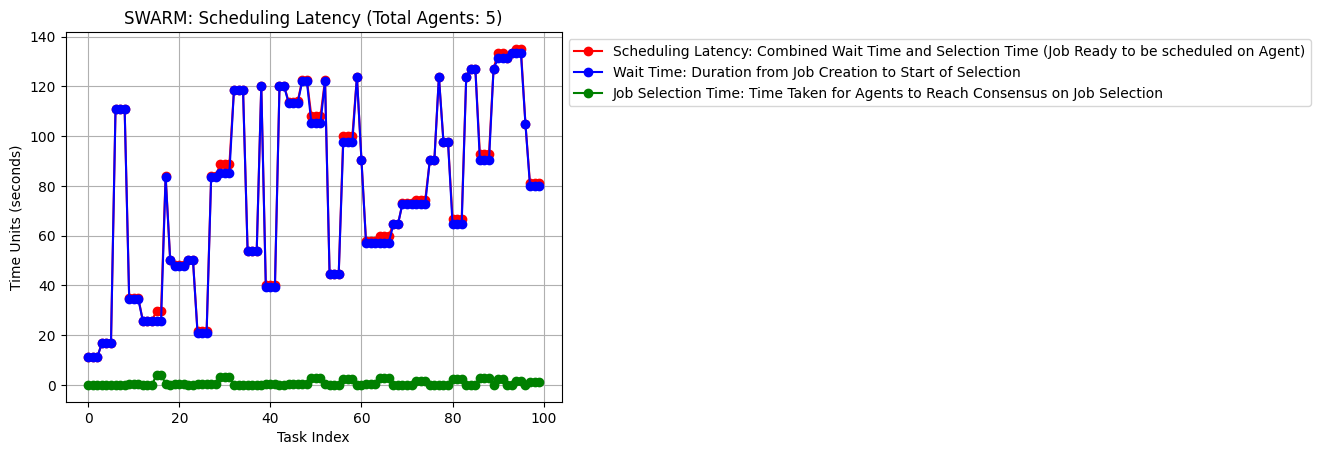 SWARM: Scheduling Latency (Total Agents: 5)
Scheduling Latency: Combined Wait Time and Selection Time (Job Ready to be scheduled on Agent)
Wait Time: Duration from Job Creation to Start of Selection
Job Selection Time: Time Taken for Agents to Reach Consensus on Job Selection
Time Units (seconds)
140
120
100
80
60
40
20
0
0 20 40 60 80 100
Task Index